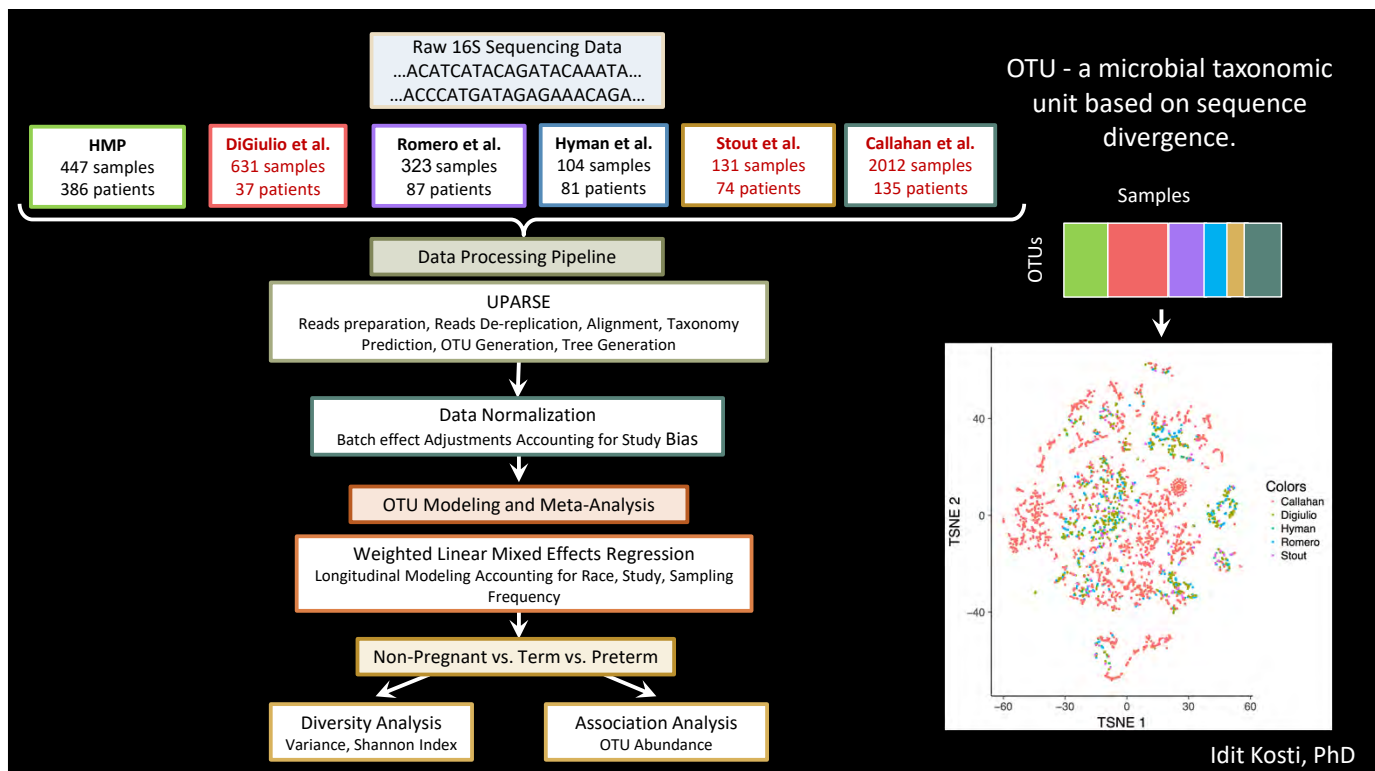 Raw 16S Sequencing Data
...ACATCATACAGATACAAATA...
...ACCCATGATAGAGAAACAGA...
OTU - a microbial taxonomic
unit based on sequence
divergence.
HMP
447 samples
386 patients
DiGiulio et al.
631 samples
37 patients
Romero et al.
323 samples
87 patients
Hyman et al.
104 samples
81 patients
Stout et al.
131 samples
74 patients
Callahan et al.
2012 samples
135 patients
Samples
OTUs
Data Processing Pipeline
UPARSE
Reads preparation, Reads De-replication, Alignment, Taxonomy
Prediction, OTU Generation, Tree Generation
Data Normalization
Batch effect Adjustments Accounting for Study Bias
OTU Modeling and Meta-Analysis
Weighted Linear Mixed Effects Regression
Longitudinal Modeling Accounting for Race, Study, Sampling
Frequency
Non-Pregnant vs. Term vs. Preterm
Diversity Analysis
Variance, Shannon Index
Association Analysis
OTU Abundance
TSNE 2
40
0
−40
−60
−30
0
30
60
TSNE 1
Colors
Callahan
Digiulio
Hyman
Romero
Stout
Idit Kosti, PhD